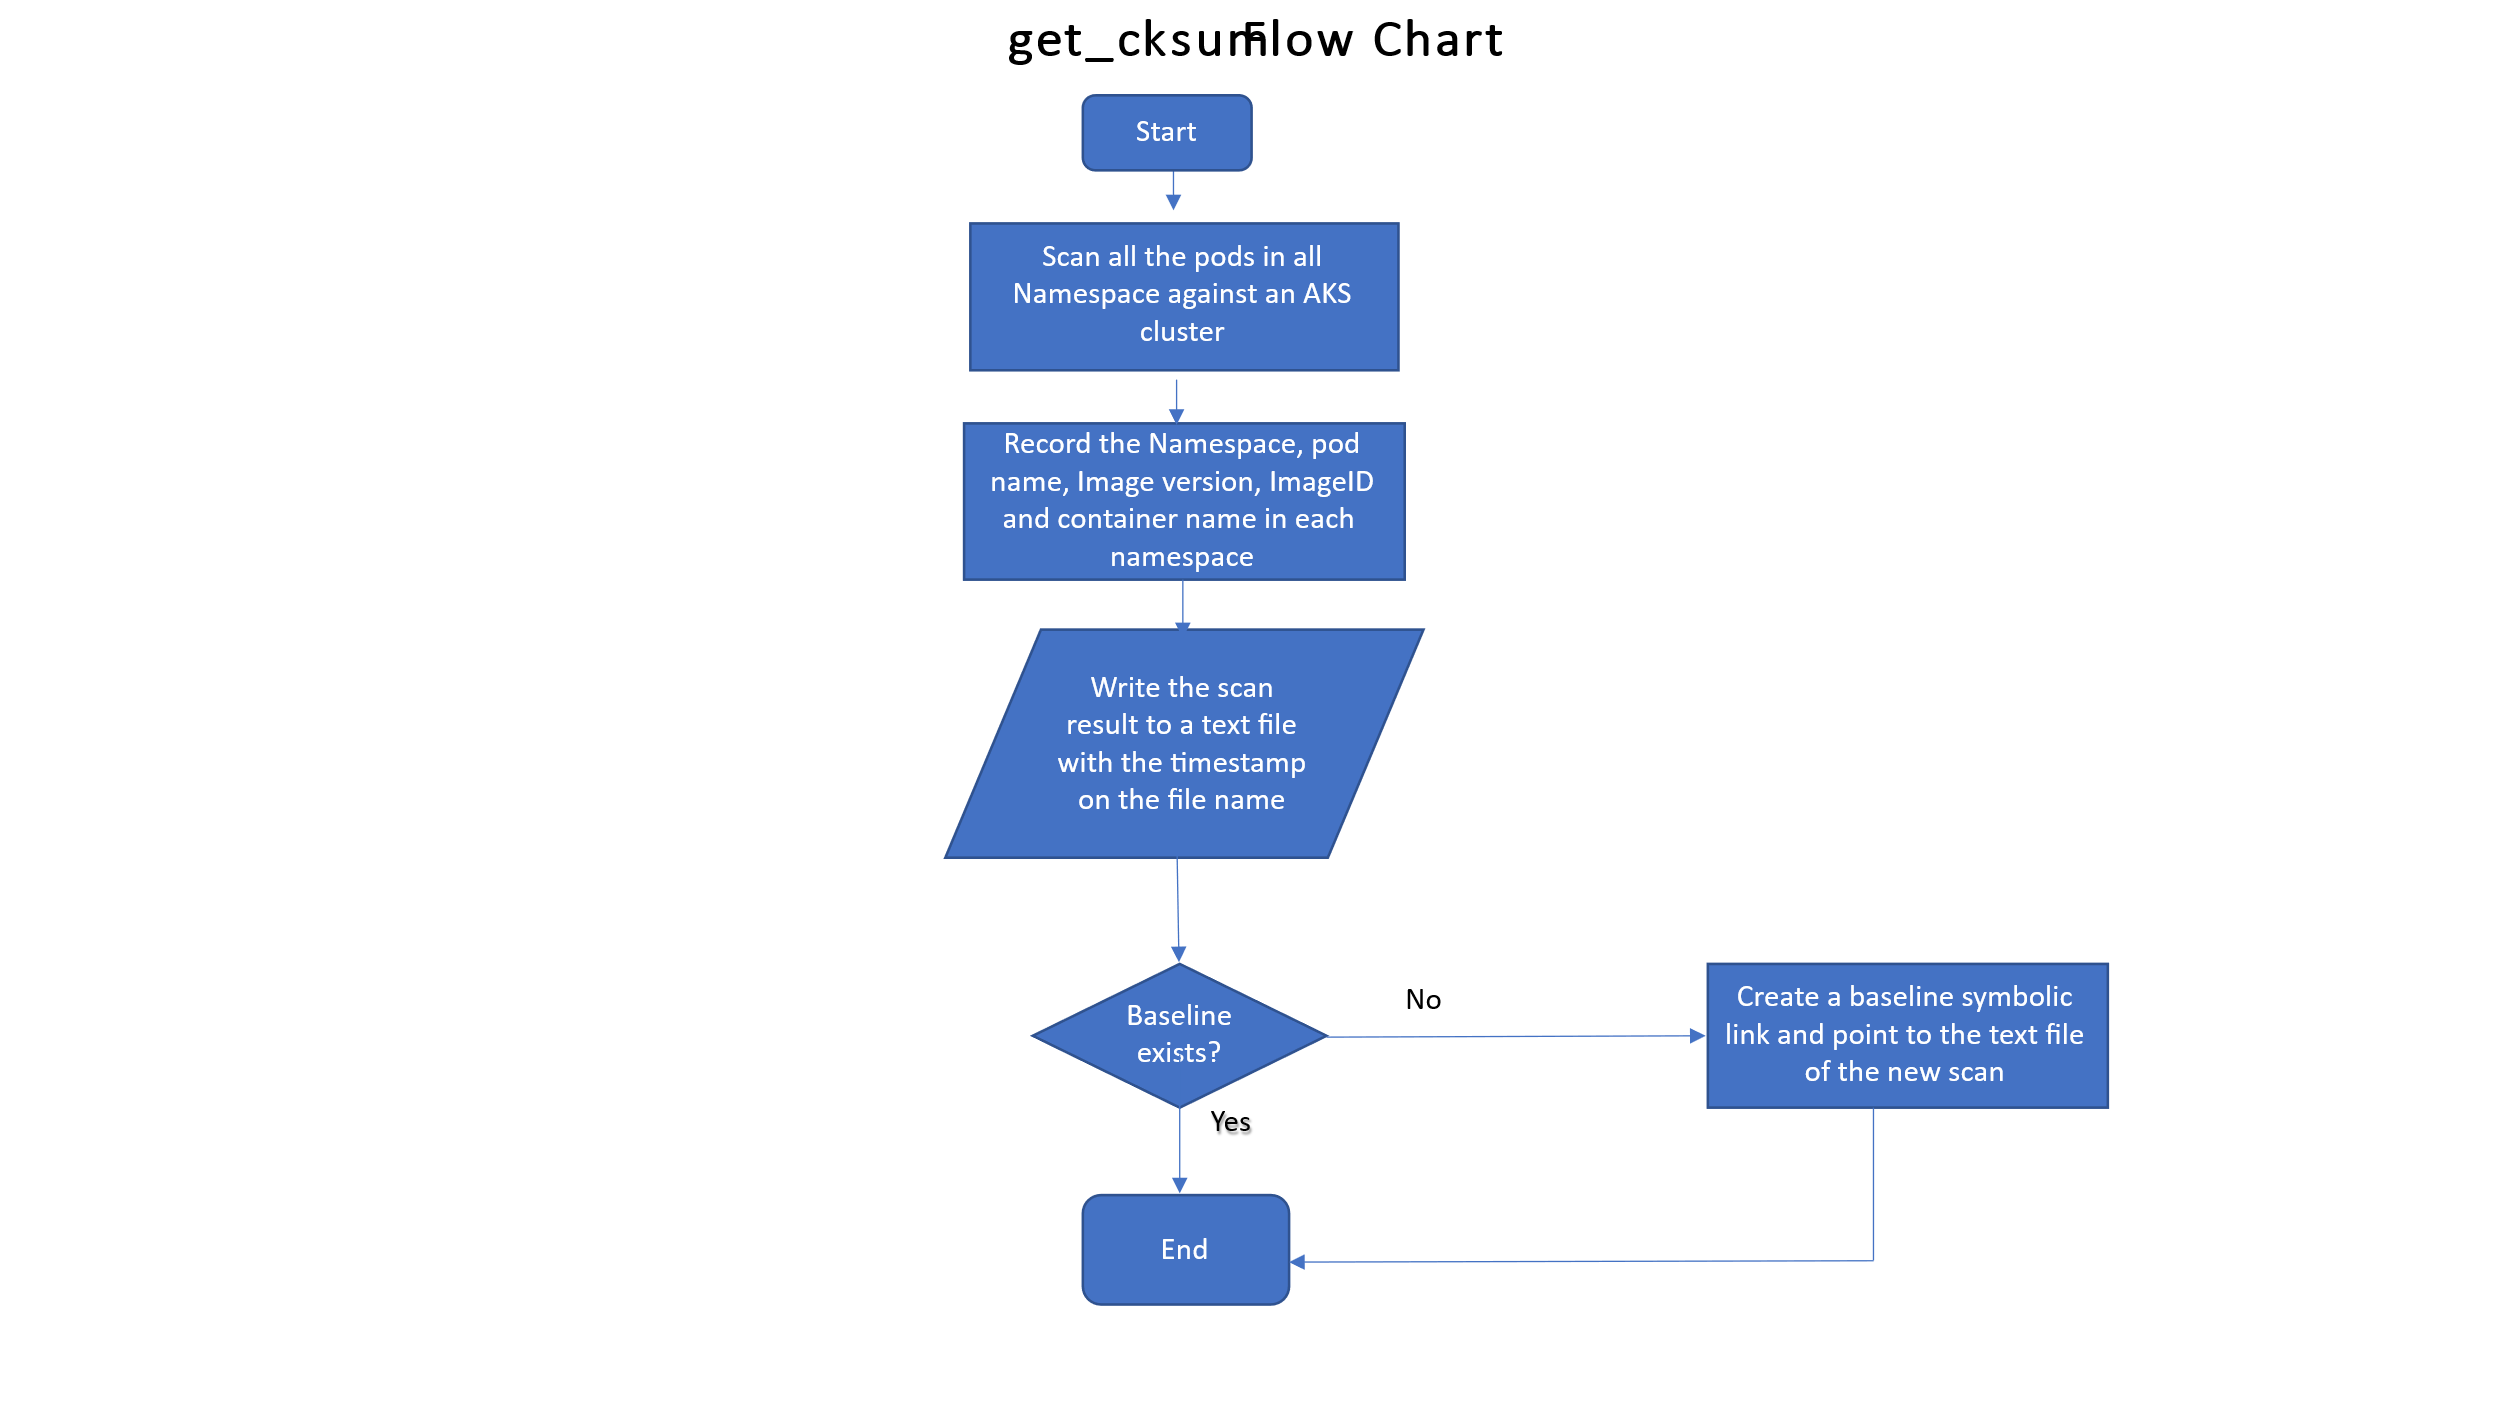 get_cksum Flow Chart
Start
Scan all the pods in all
Namespace against an AKS
cluster
Record the Namespace, pod
name, Image version, ImageID
and container name in each
namespace
Write the scan
result to a text file
with the timestamp
on the file name
Baseline
exists?
No
Create a baseline symbolic
link and point to the text file
of the new scan
Yes
End